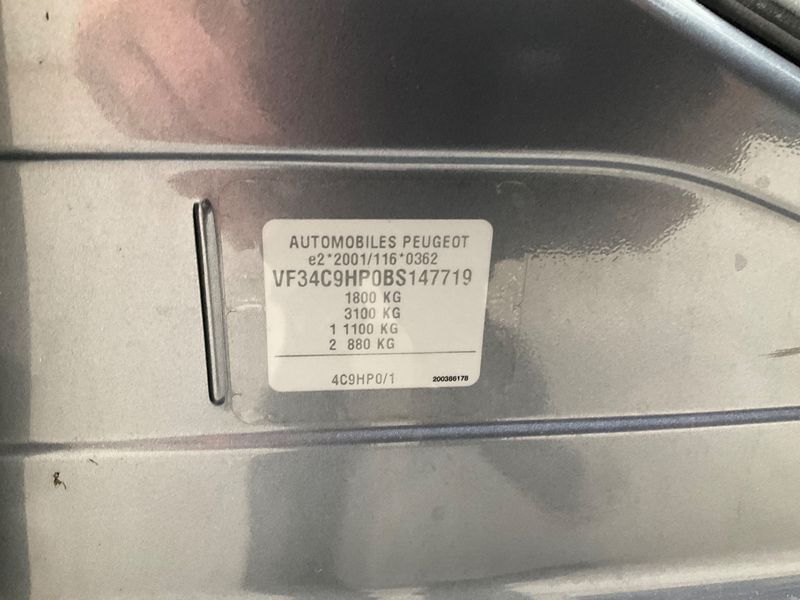 AUTOMOBILES PEUGEOT
e2*2001/116*0362
VF34C9HP0BS147719
1800 KG
3100 KG
1 1100 KG
2 880 KG
4C9HP0/1 200386178